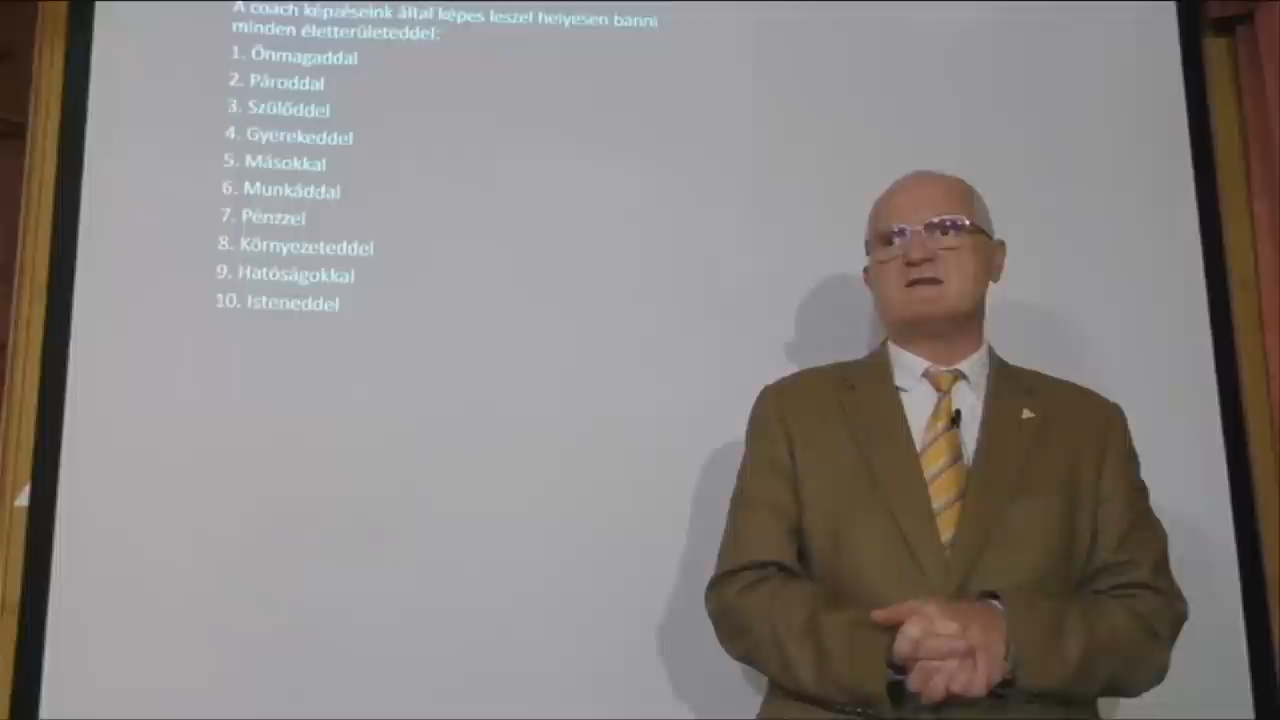 A coach képzéseink által képes leszel helyesen bánni
minden életterületeddel:
1. Önmagaddal
2. Pároddal
3. Szülőddel
4. Gyerekeddel
5. Másokkal
6. Munkáddal
7. Pénzzel
8. Környezeteddel
9. Hatóságokkal
10. Isteneddel